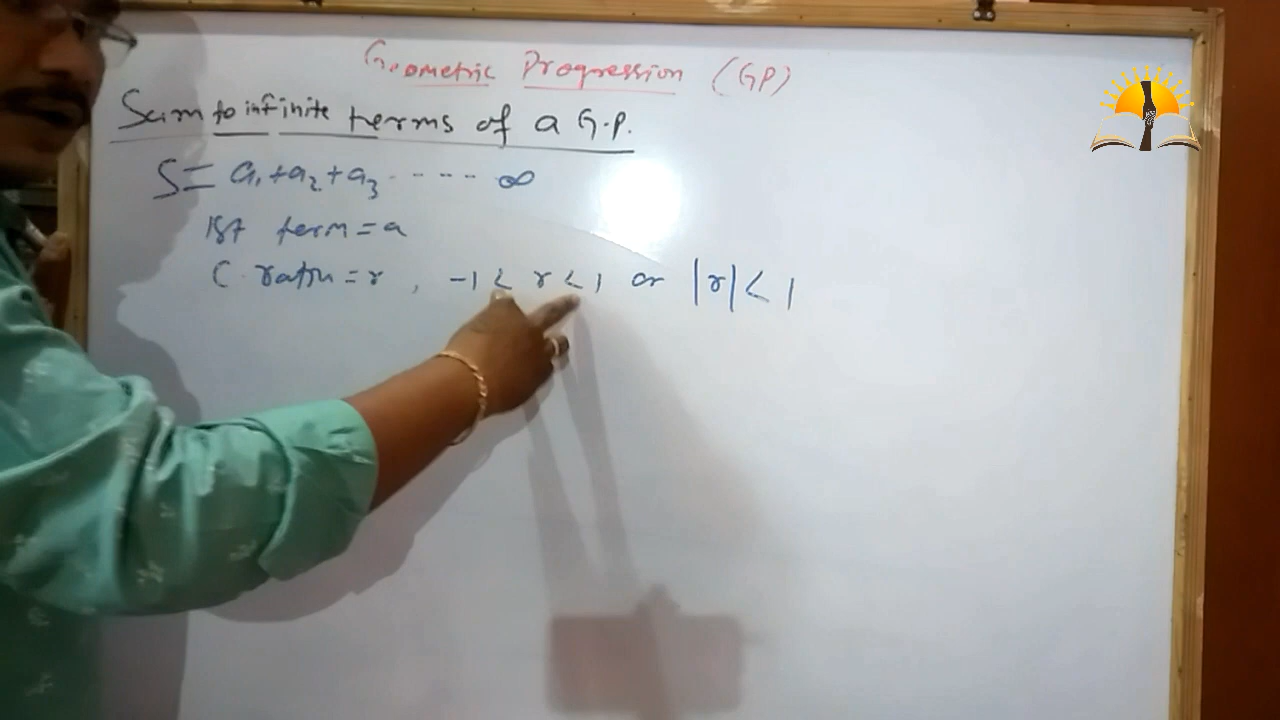 Geometric Progression (GP)
Sum to infinite terms of a G.P.
S = a₁ + a₂ + a₃ ------ ∞
1st term = a
C. ratio = r , -1 < r < 1 or |r| < 1